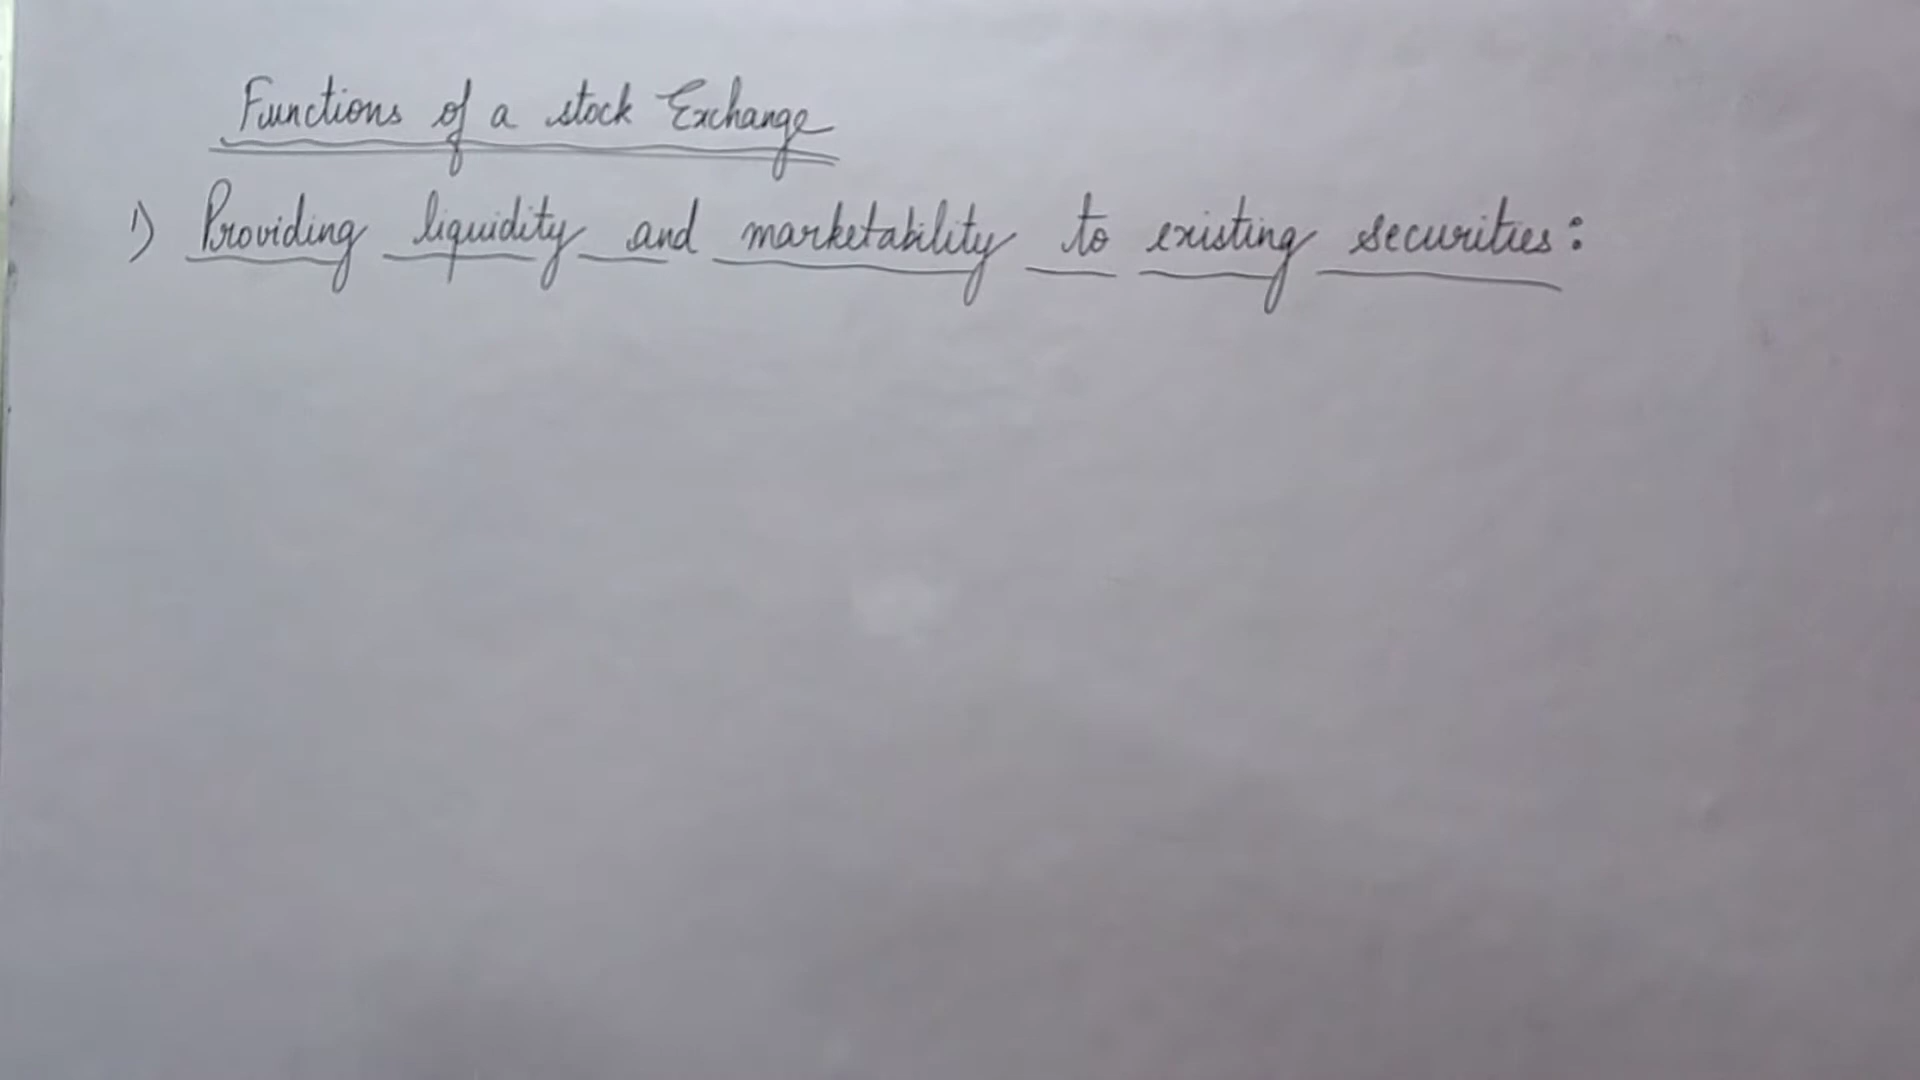 Functions of a stock Exchange
1) Providing liquidity and marketability to existing securities: